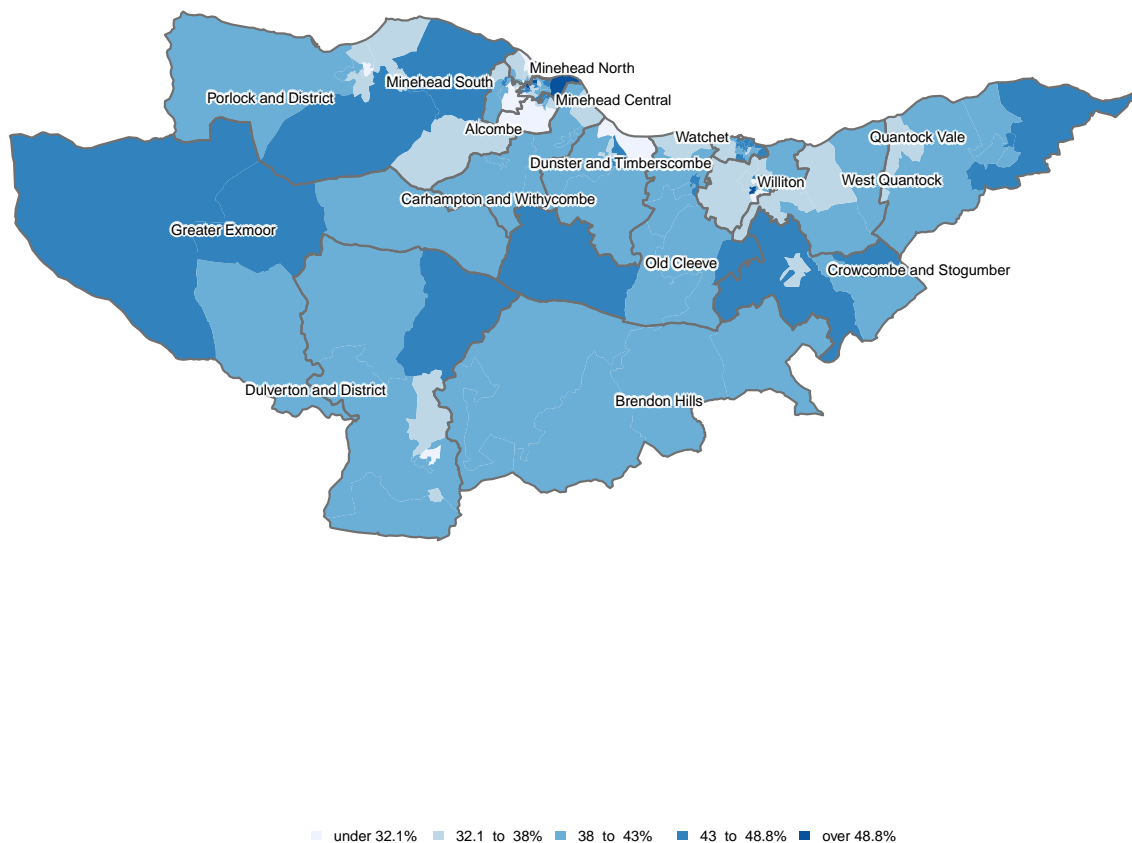 Minehead North
Minehead South
Porlock and District
Minehead Central
Alcombe
Watchet
Quantock Vale
Dunster and Timberscombe
Williton
West Quantock
Carhampton and Withycombe
Greater Exmoor
Old Cleeve
Crowcombe and Stogumber
Dulverton and District
Brendon Hills
under 32.1% 32.1 to 38% 38 to 43% 43 to 48.8% over 48.8%